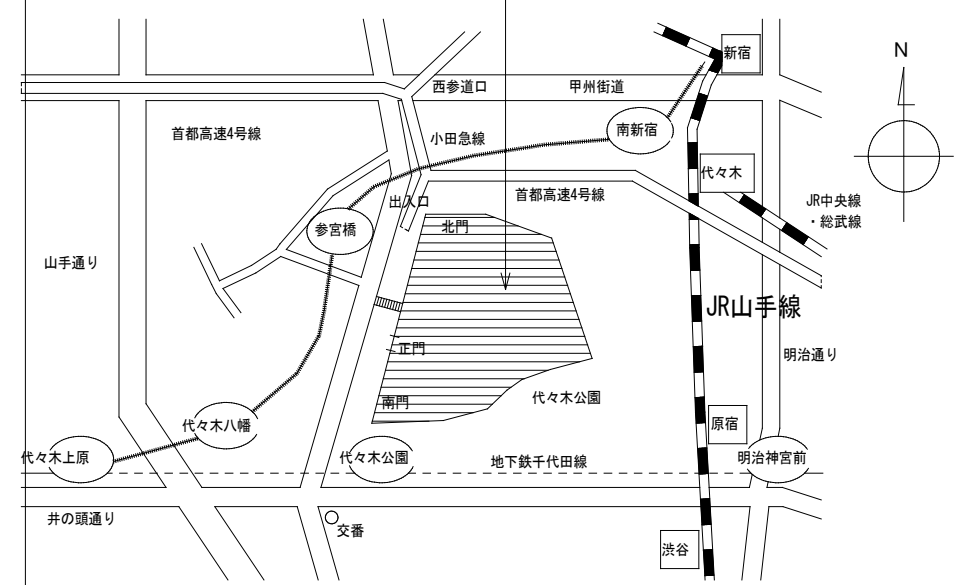 新宿
N
西参道口
甲州街道
首都高速4号線
南新宿
小田急線
代々木
出入口
首都高速4号線
JR中央線
・総武線
北門
参宮橋
山手通り
JR山手線
正門
明治通り
南門
代々木公園
代々木八幡
原宿
代々木上原
代々木公園
地下鉄千代田線
明治神宮前
井の頭通り
交番
渋谷